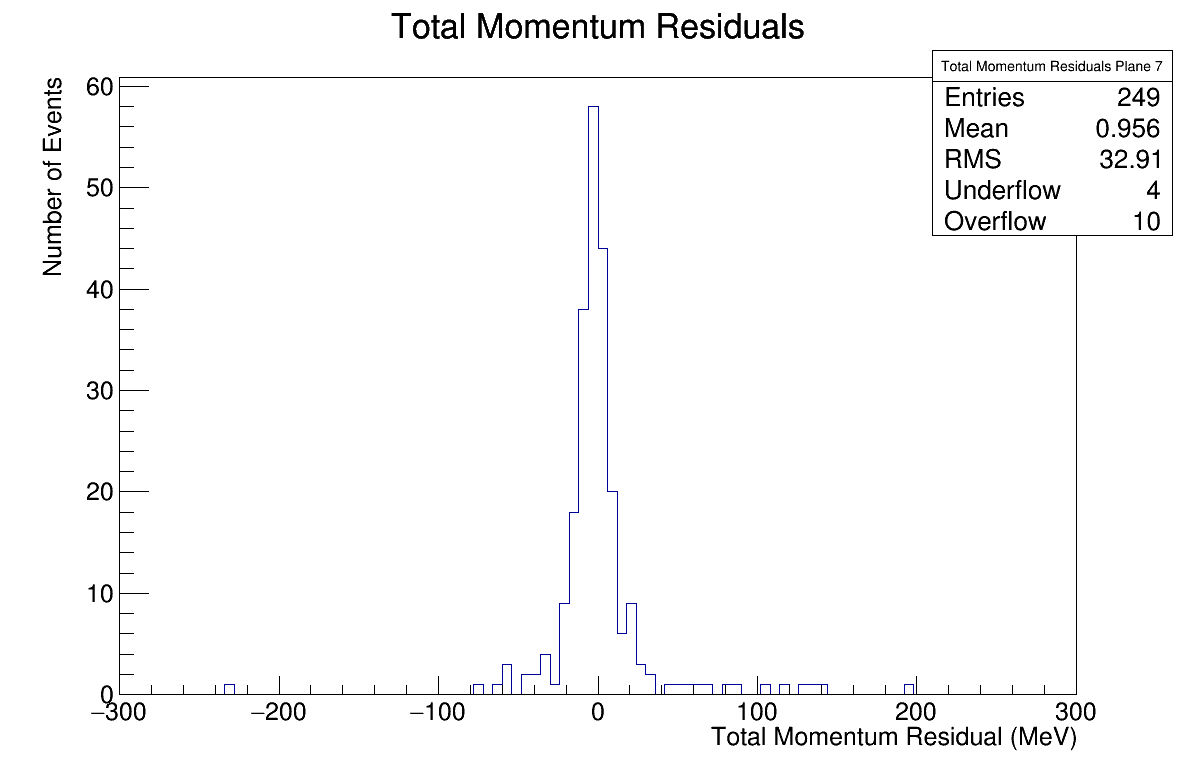 Total Momentum Residuals
Total Momentum Residuals Plane 7
Entries 249
Mean 0.956
RMS 32.91
Underflow 4
Overflow 10
Number of Events
60
50
40
30
20
10
0
−300 −200 −100 0 100 200 300
Total Momentum Residual (MeV)